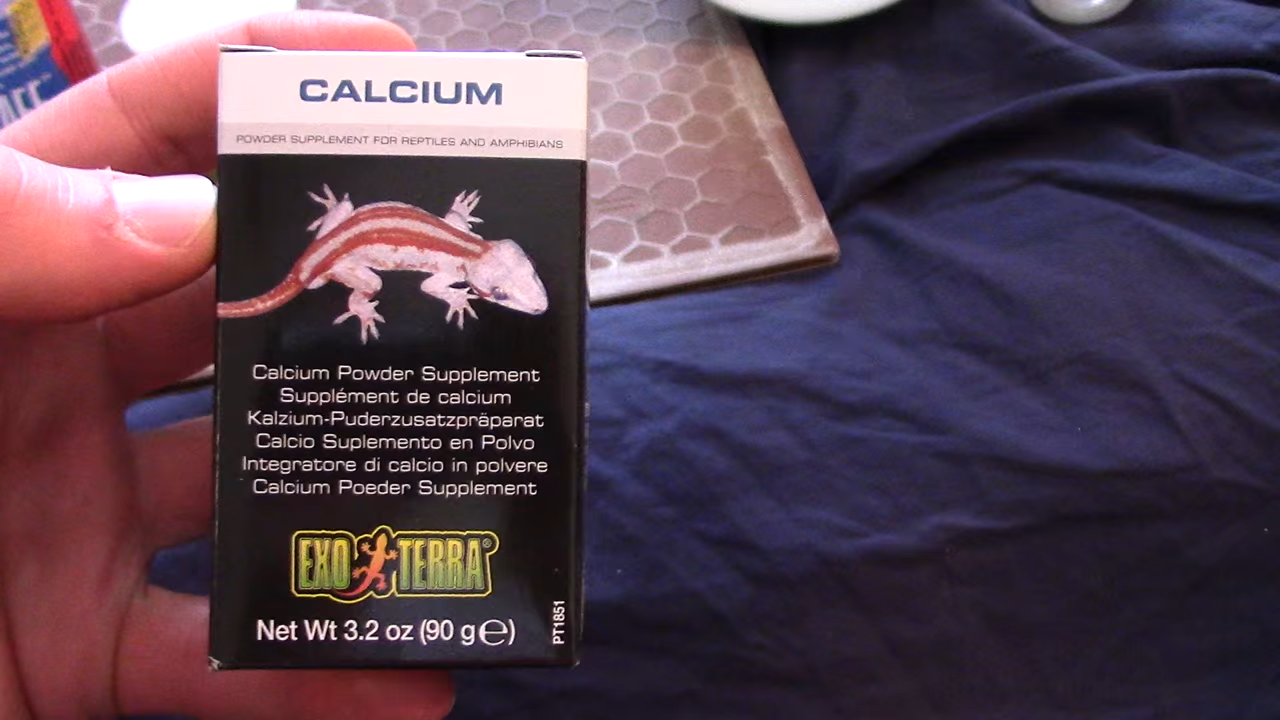 CALCIUM
POWDER SUPPLEMENT FOR REPTILES AND AMPHIBIANS
Calcium Powder Supplement
Supplément de calcium
Kalzium-Puderzusatzpräparat
Calcio Suplemento en Polvo
Integratore di calcio in polvere
Calcium Poeder Supplement
EXO TERRA®
Net Wt 3.2 oz (90 g℮)
PT1851